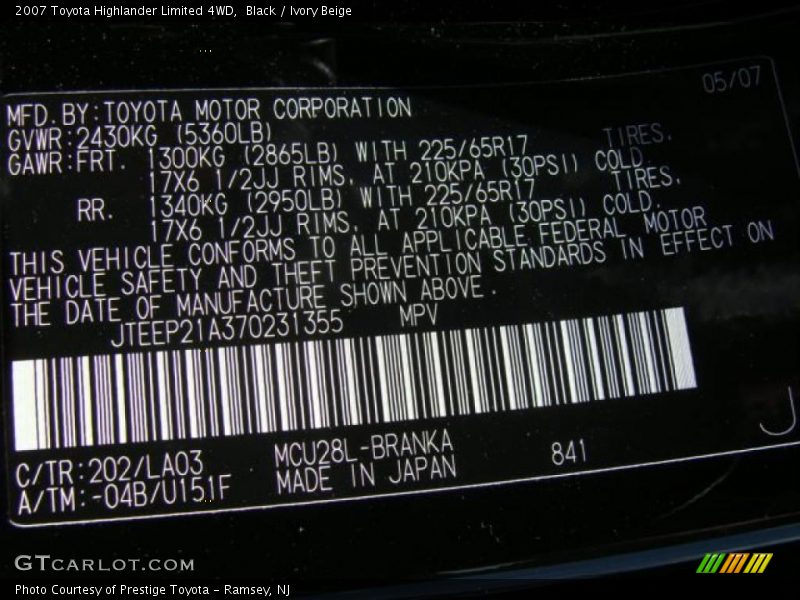 2007 Toyota Highlander Limited 4WD,  Black / Ivory Beige
05/07
MFD.BY:TOYOTA MOTOR CORPORATION
GVWR:2430KG (5360LB)
GAWR:FRT. 1300KG (2865LB) WITH 225/65R17 TIRES.
17X6 1/2JJ RIMS. AT 210KPA (30PSI) COLD.
RR. 1340KG (2950LB) WITH 225/65R17 TIRES.
17X6 1/2JJ RIMS. AT 210KPA (30PSI) COLD.
THIS VEHICLE CONFORMS TO ALL APPLICABLE FEDERAL MOTOR
VEHICLE SAFETY AND THEFT PREVENTION STANDARDS IN EFFECT ON
THE DATE OF MANUFACTURE SHOWN ABOVE.
JTEEP21A370231355 MPV
C/TR:202/LA03 MCU28L-BRANKA 841
A/TM:-04B/U151F MADE IN JAPAN
J
GTCARLOT.COM
Photo Courtesy of Prestige Toyota - Ramsey, NJ